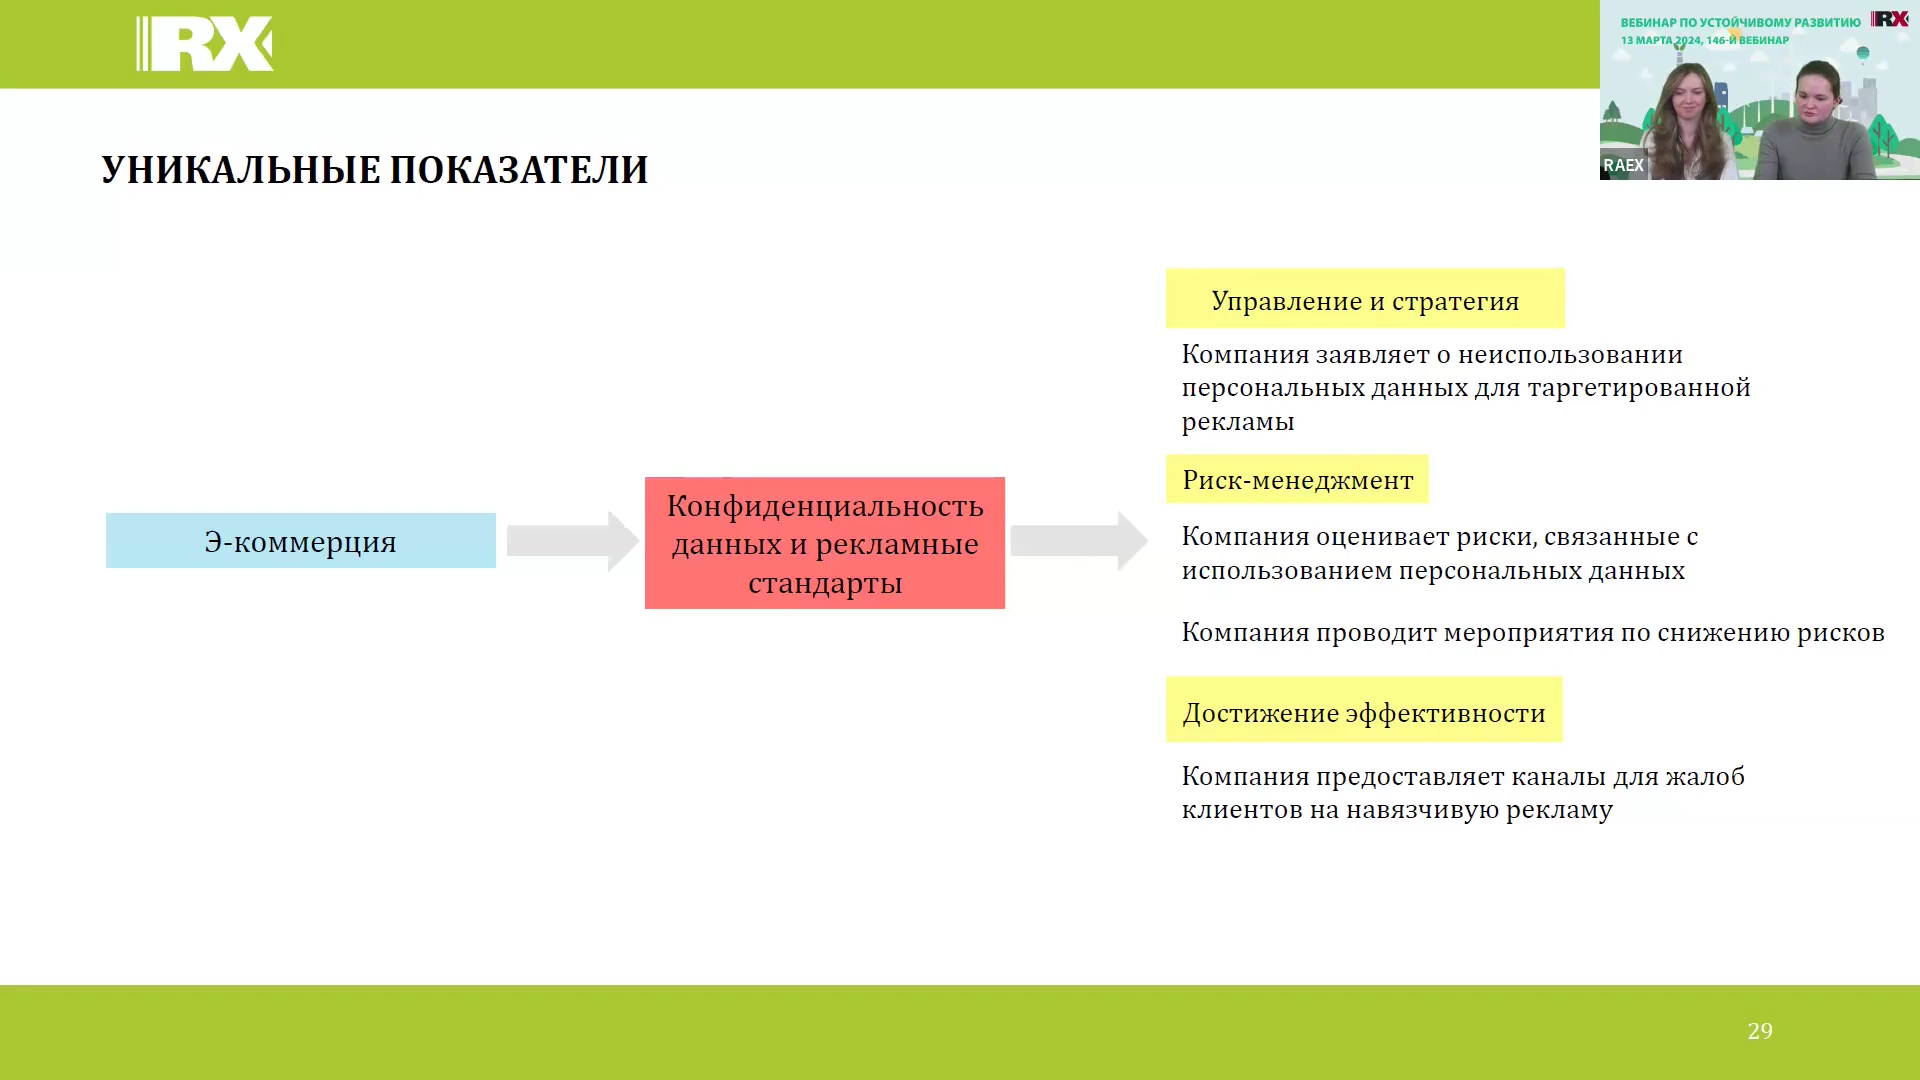 RX
ВЕБИНАР ПО УСТОЙЧИВОМУ РАЗВИТИЮ
RX
13 МАРТА 2024, 146-Й ВЕБИНАР
RAEX
УНИКАЛЬНЫЕ ПОКАЗАТЕЛИ
Э-коммерция
Конфиденциальность
данных и рекламные
стандарты
Управление и стратегия
Компания заявляет о неиспользовании
персональных данных для таргетированной
рекламы
Риск-менеджмент
Компания оценивает риски, связанные с
использованием персональных данных
Компания проводит мероприятия по снижению рисков
Достижение эффективности
Компания предоставляет каналы для жалоб
клиентов на навязчивую рекламу
29